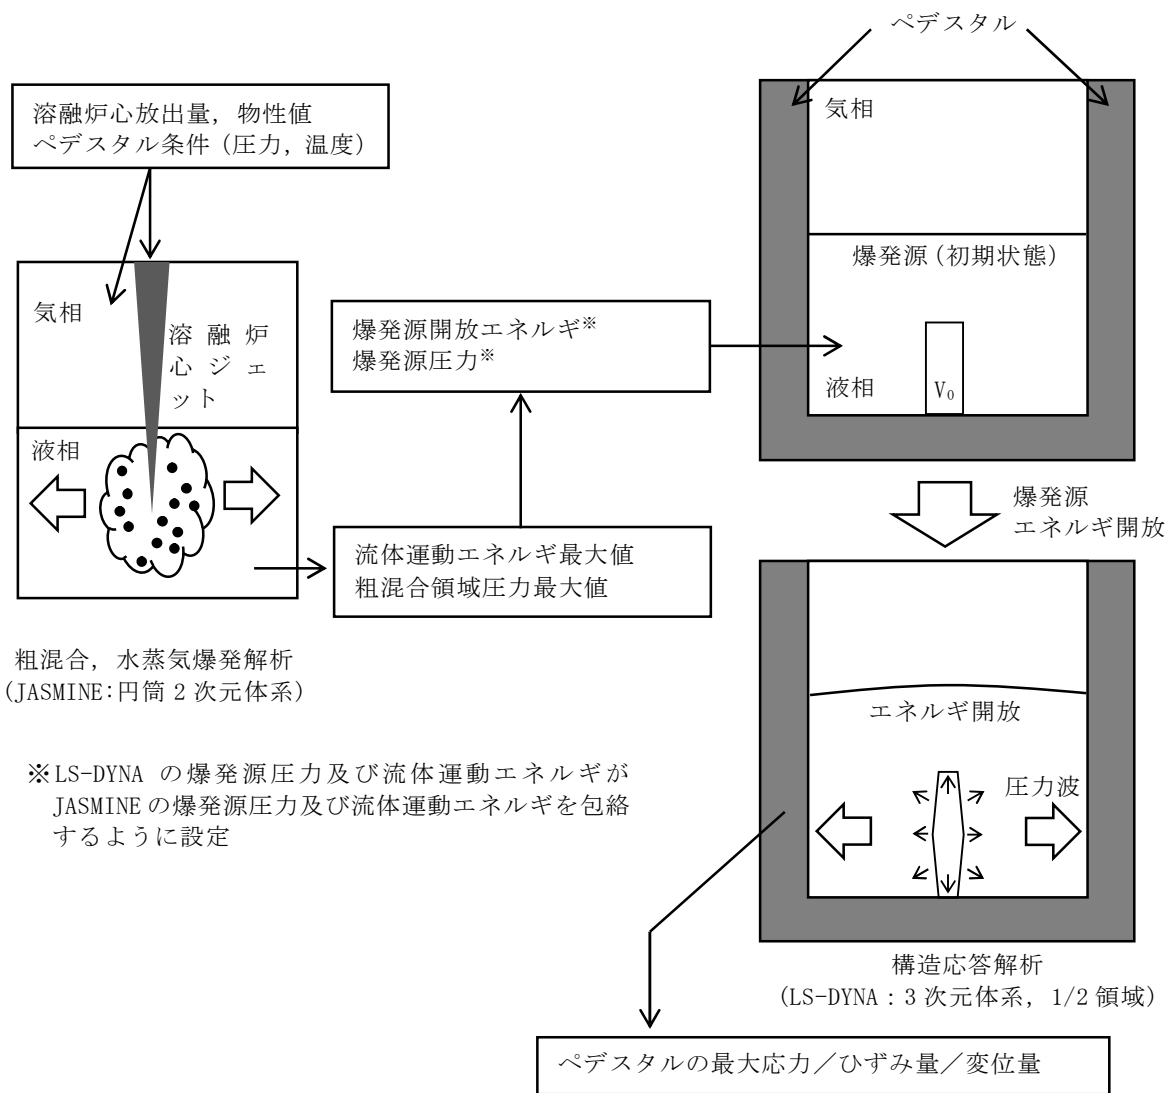 ペデスタル
溶融炉心放出量，物性値
ペデスタル条件（圧力，温度）
気相
溶融炉
心ジェ
ット
液相
粗混合，水蒸気爆発解析
(JASMINE：円筒 2 次元体系)
爆発源開放エネルギ※
爆発源圧力※
流体運動エネルギ最大値
粗混合領域圧力最大値
気相
爆発源（初期状態）
液相
V₀
爆発源
エネルギ開放
エネルギ開放
圧力波
構造応答解析
(LS-DYNA：3 次元体系，1/2 領域)
※LS-DYNA の爆発源圧力及び流体運動エネルギが
JASMINE の爆発源圧力及び流体運動エネルギを包絡
するように設定
ペデスタルの最大応力／ひずみ量／変位量